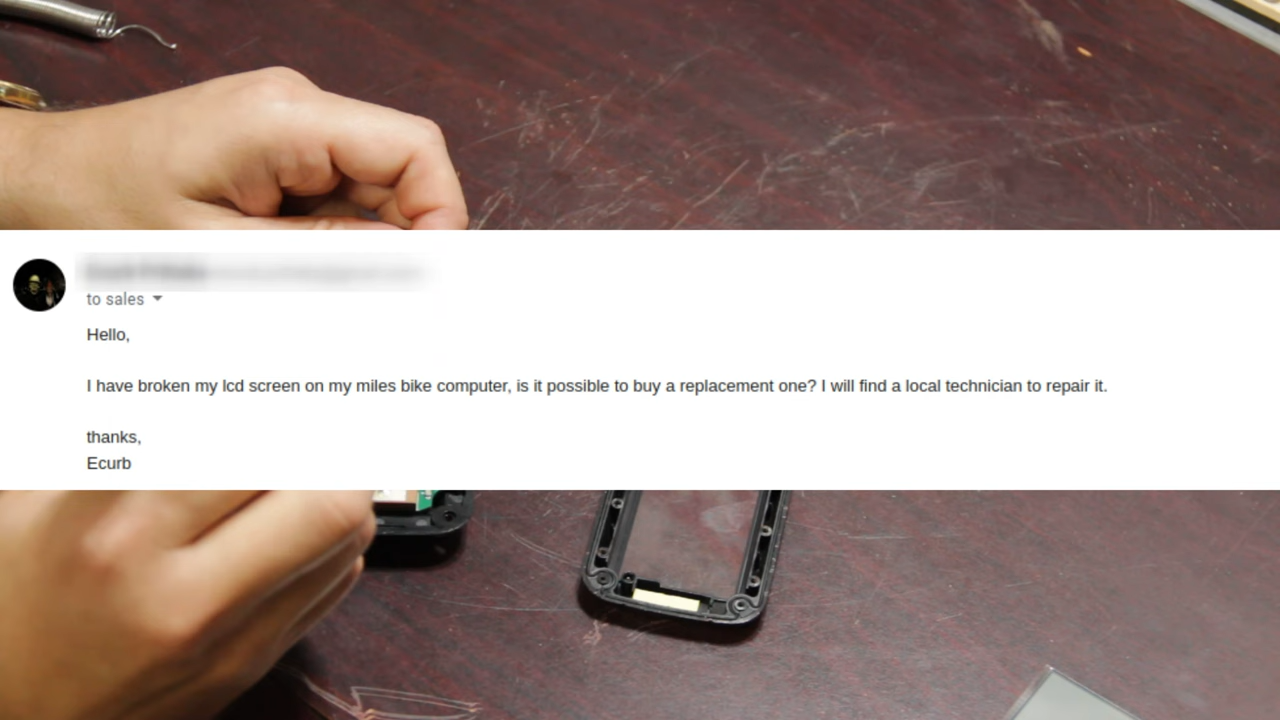 to sales
Hello,
I have broken my lcd screen on my miles bike computer, is it possible to buy a replacement one? I will find a local technician to repair it.
thanks,
Ecurb